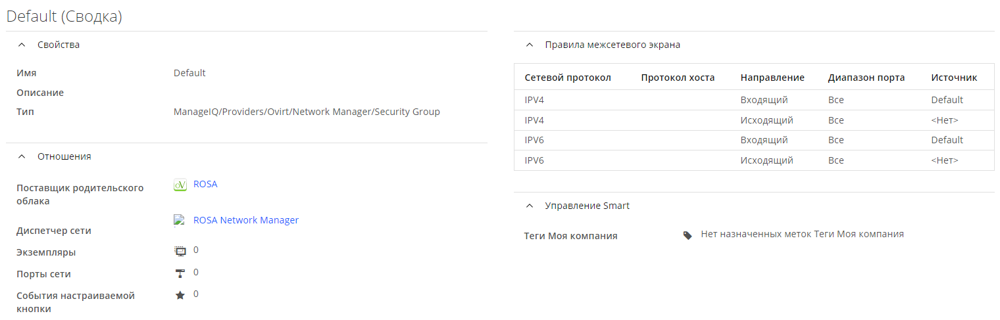 Default (Сводка)
Свойства
Имя Default
Описание
Тип ManageIQ/Providers/Ovirt/Network Manager/Security Group
Отношения
Поставщик родительского
облака
ROSA
Диспетчер сети ROSA Network Manager
Экземпляры 0
Порты сети 0
События настраиваемой
кнопки
0
Правила межсетевого экрана
Сетевой протокол Протокол хоста Направление Диапазон порта Источник
IPV4 Входящий Все Default
IPV4 Исходящий Все <Нет>
IPV6 Входящий Все Default
IPV6 Исходящий Все <Нет>
Управление Smart
Теги Моя компания Нет назначенных меток Теги Моя компания